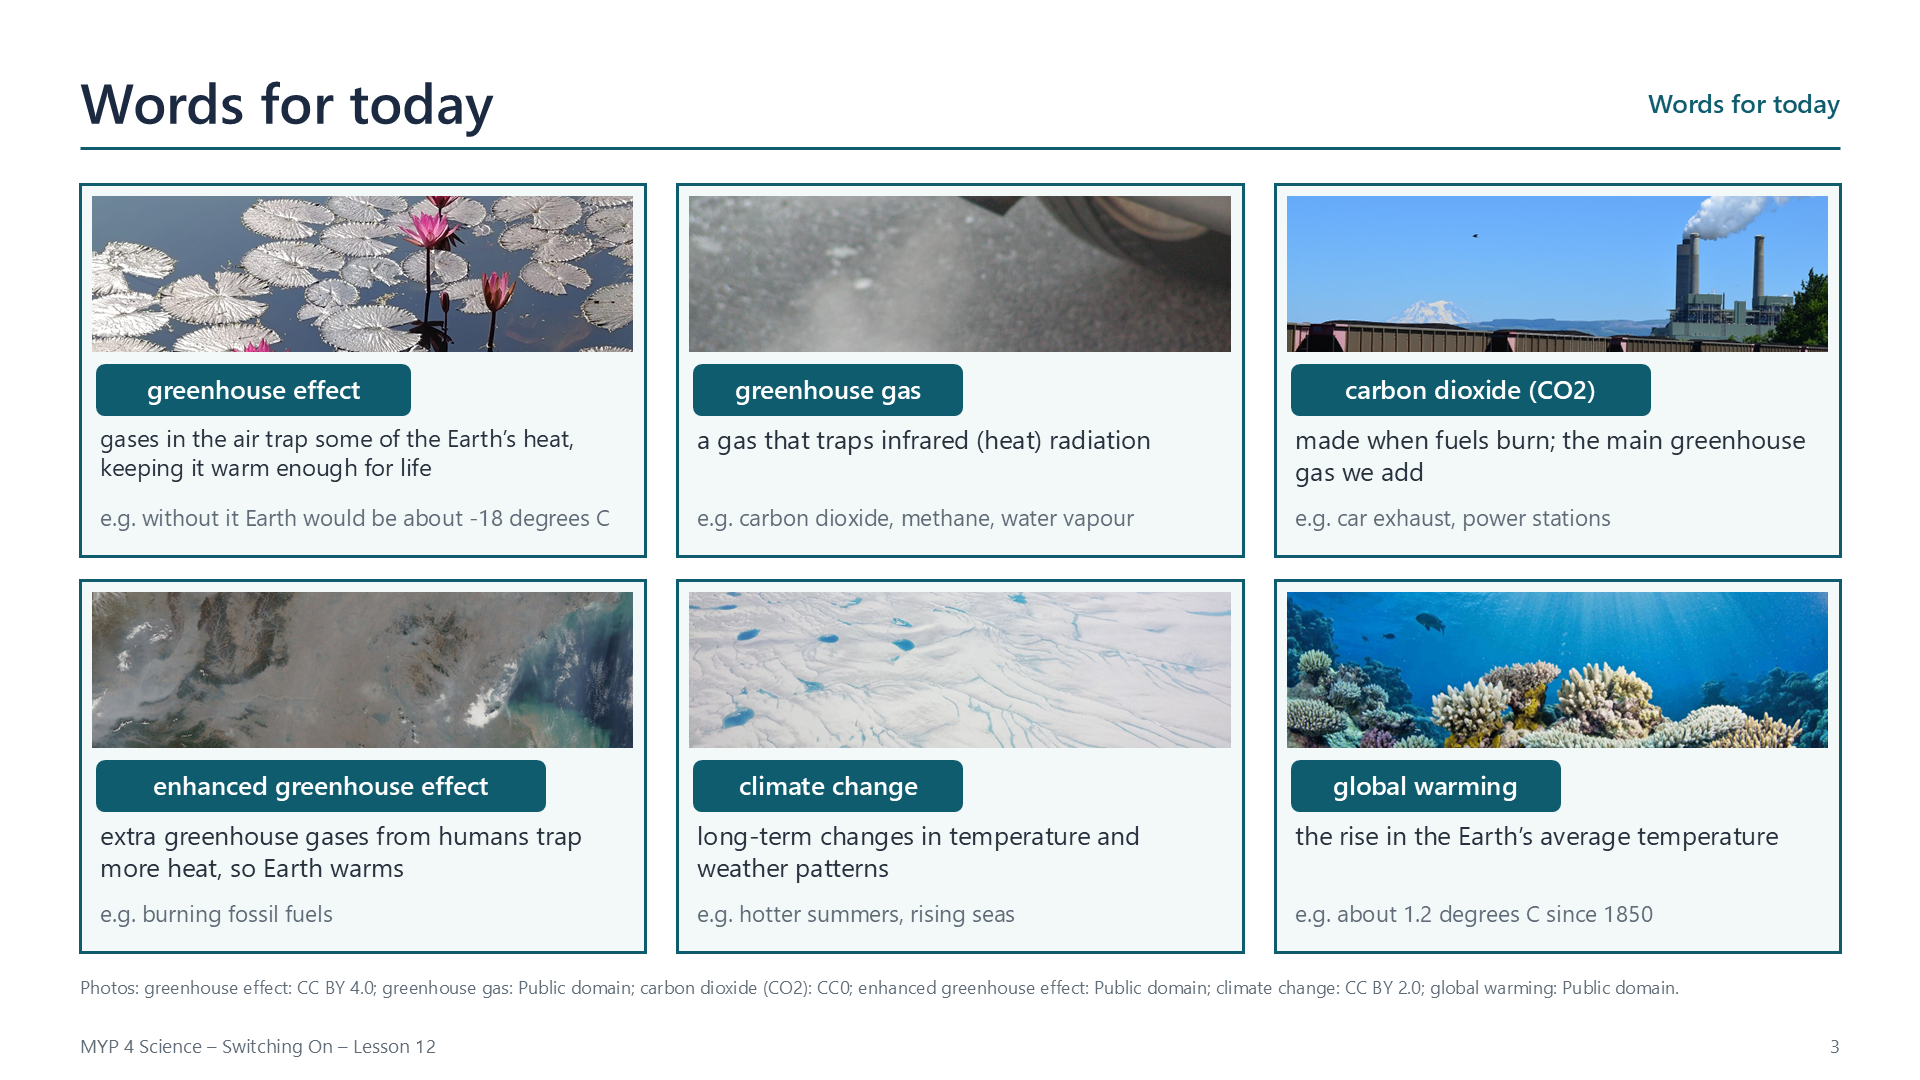 Words for today
Words for today
greenhouse effect
gases in the air trap some of the Earth's heat,
keeping it warm enough for life
e.g. without it Earth would be about -18 degrees C
greenhouse gas
a gas that traps infrared (heat) radiation
e.g. carbon dioxide, methane, water vapour
carbon dioxide (CO2)
made when fuels burn; the main greenhouse
gas we add
e.g. car exhaust, power stations
enhanced greenhouse effect
extra greenhouse gases from humans trap
more heat, so Earth warms
e.g. burning fossil fuels
climate change
long-term changes in temperature and
weather patterns
e.g. hotter summers, rising seas
global warming
the rise in the Earth's average temperature
e.g. about 1.2 degrees C since 1850
Photos: greenhouse effect: CC BY 4.0; greenhouse gas: Public domain; carbon dioxide (CO2): CC0; enhanced greenhouse effect: Public domain; climate change: CC BY 2.0; global warming: Public domain.
MYP 4 Science – Switching On – Lesson 12
3